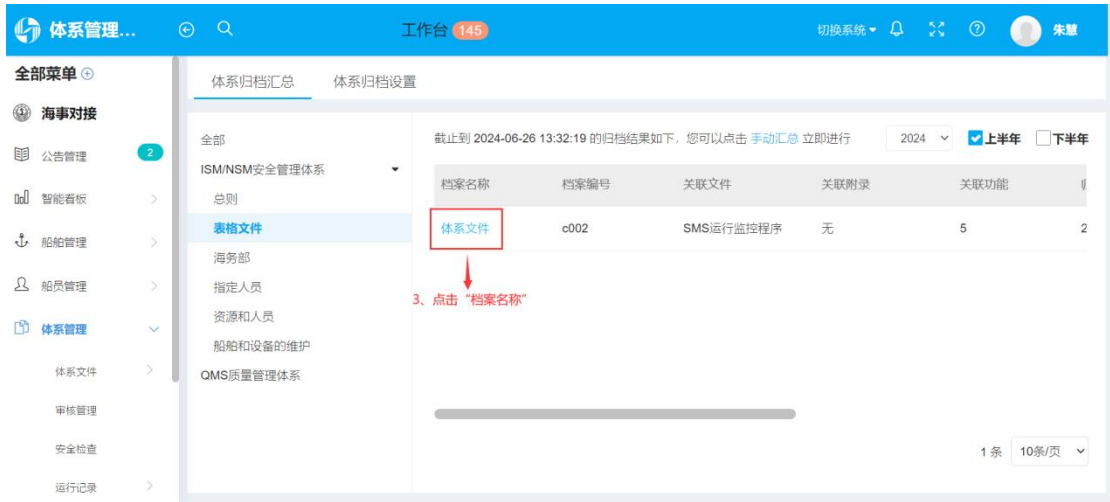 体系管理...
工作台 145
切换系统
朱慧
全部菜单
海事对接
公告管理 2
智能看板
船舶管理
船员管理
体系管理
体系文件
审核管理
安全检查
运行记录
体系归档汇总 体系归档设置
全部
ISM/NSM安全管理体系
总则
表格文件
海务部
指定人员
资源和人员
船舶和设备的维护
QMS质量管理体系
截止到 2024-06-26 13:32:19 的归档结果如下，您可以点击 手动汇总 立即进行 2024 上半年 下半年
档案名称 档案编号 关联文件 关联附录 关联功能
体系文件 c002 SMS运行监控程序 无 5 2
3、点击“档案名称”
1 条 10条/页